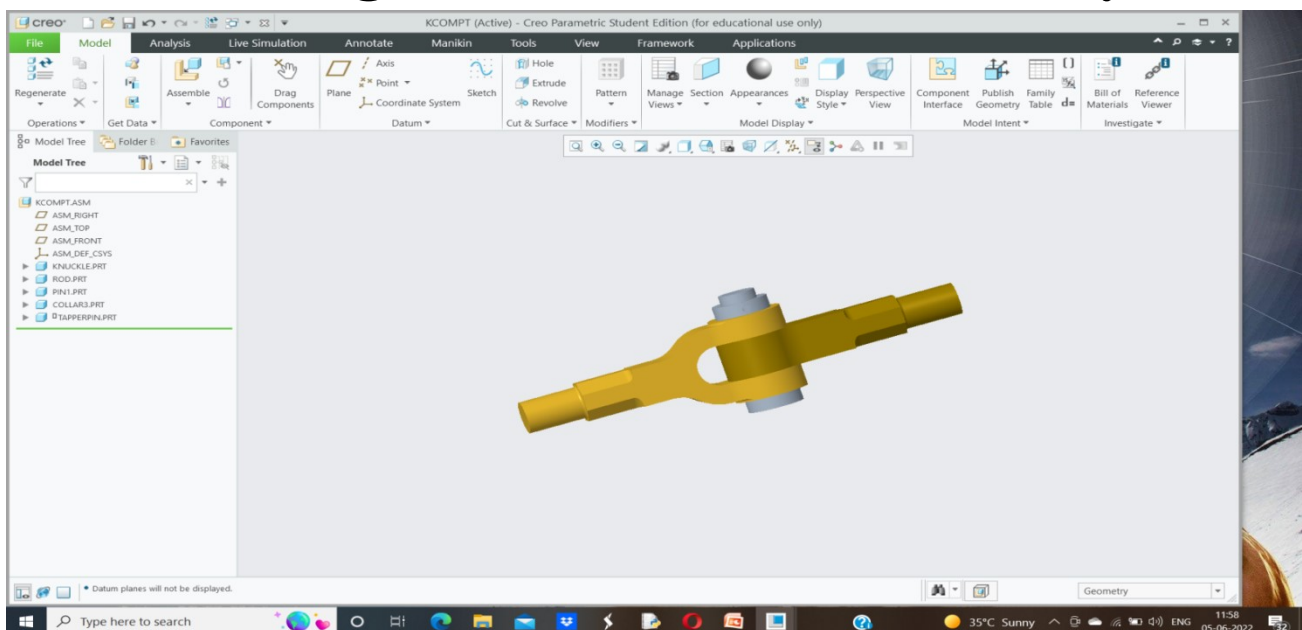 creo
KCOMPT (Active) - Creo Parametric Student Edition (for educational use only)
File Model Analysis Live Simulation Annotate Manikin Tools View Framework Applications
Regenerate
Assemble
Drag
Components
Plane
Axis
Point
Coordinate System
Sketch
Hole
Extrude
Revolve
Pattern
Manage
Views
Section
Appearances
Display
Style
Perspective
View
Component
Interface
Publish
Geometry
Family
Table
d=
Bill of
Materials
Reference
Viewer
Operations Get Data Component Datum Cut & Surface Modifiers Model Display Model Intent Investigate
Model Tree Folder B Favorites
Model Tree
KCOMPT.ASM
ASM_RIGHT
ASM_TOP
ASM_FRONT
ASM_DEF_CSYS
KNUCKLE.PRT
ROD.PRT
PIN1.PRT
COLLAR3.PRT
TAPPERPIN.PRT
• Datum planes will not be displayed.
Geometry
Type here to search
35°C Sunny
ENG
11:58
05-06-2022
32